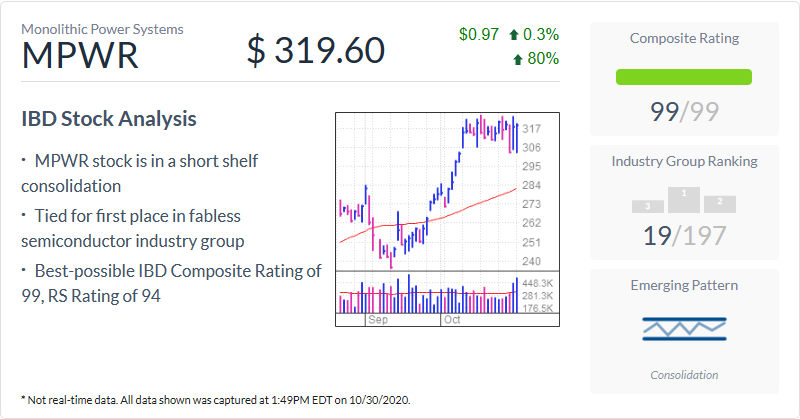 Monolithic Power Systems
MPWR
$ 319.60
$0.97 0.3%
80%
IBD Stock Analysis
· MPWR stock is in a short shelf
consolidation
· Tied for first place in fabless
semiconductor industry group
· Best-possible IBD Composite Rating of
99, RS Rating of 94
317
306
295
284
273
262
251
240
448.3K
281.3K
176.5K
Sep Oct
Composite Rating
99/99
Industry Group Ranking
3 1 2
19/197
Emerging Pattern
Consolidation
* Not real-time data. All data shown was captured at 1:49PM EDT on 10/30/2020.